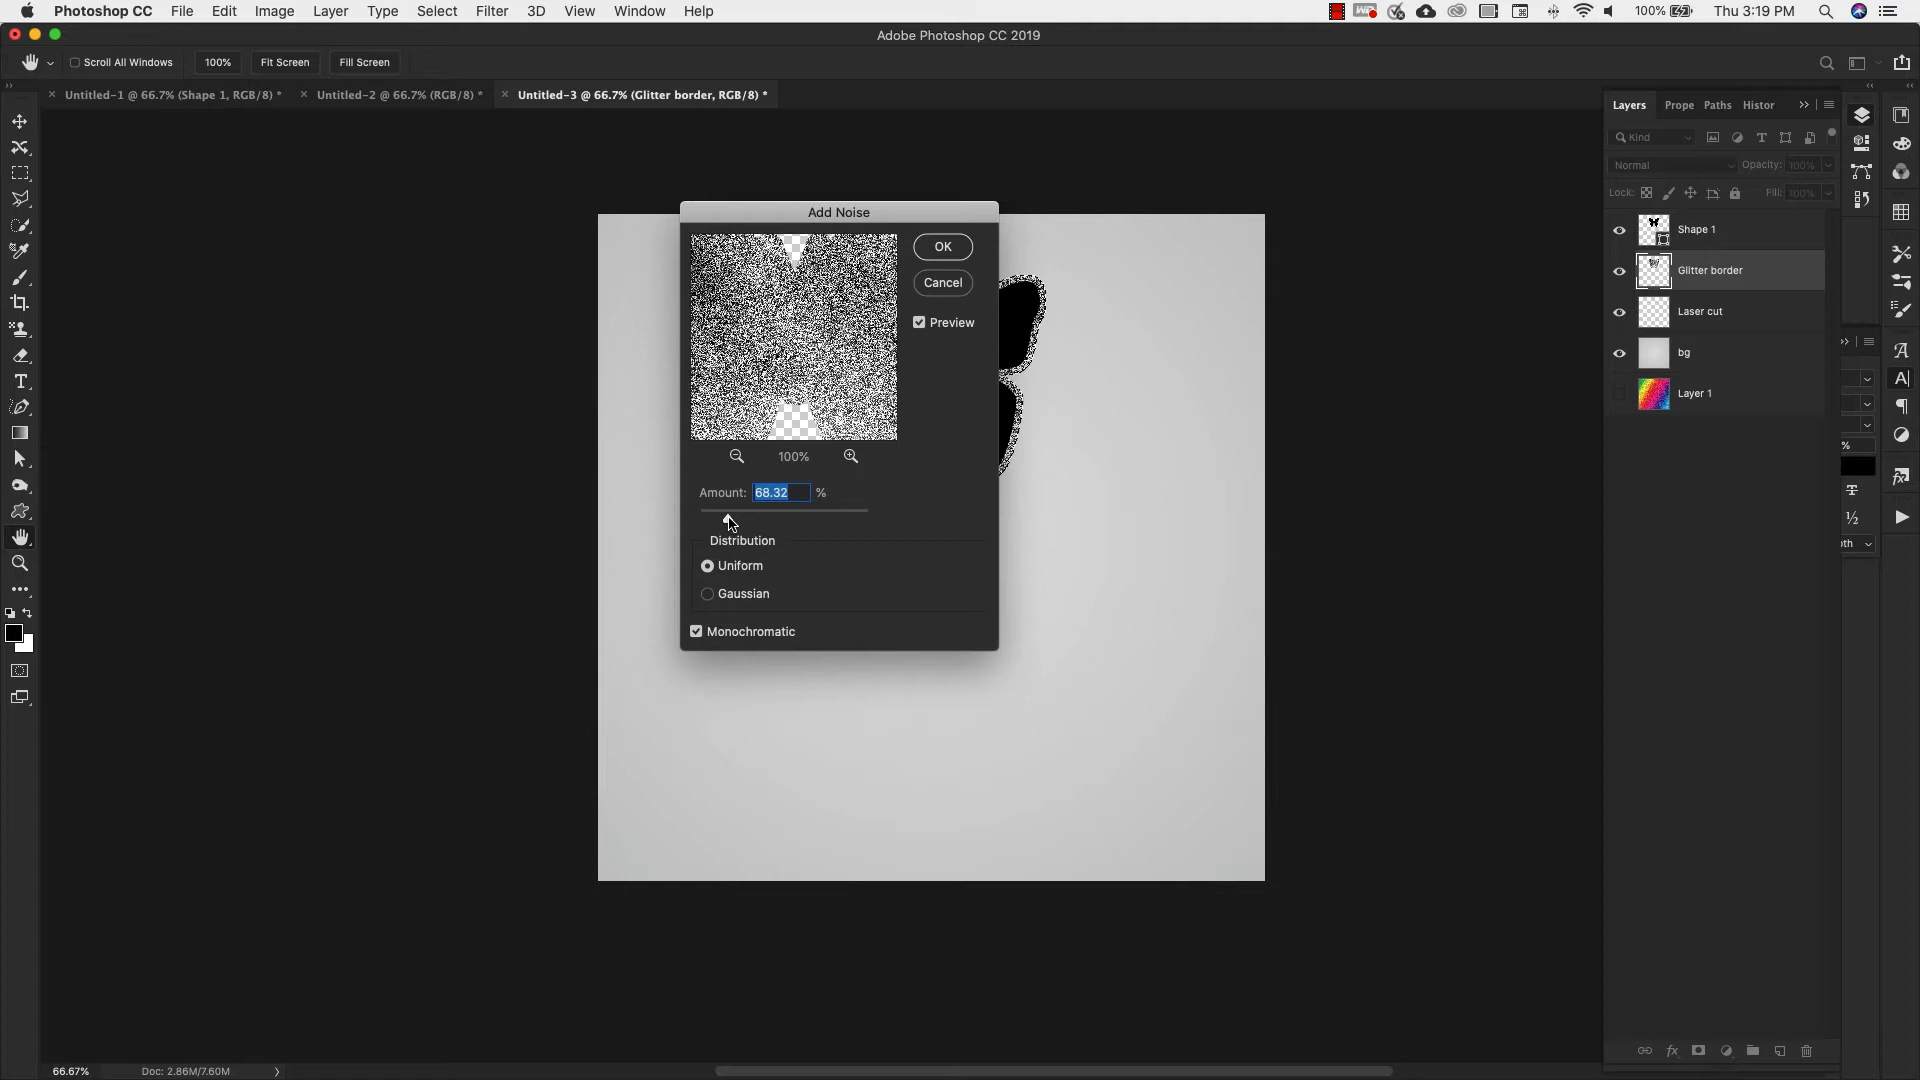 Photoshop CC File Edit Image Layer Type Select Filter 3D View Window Help 100% Thu 3:19 PM
Adobe Photoshop CC 2019
Scroll All Windows 100% Fit Screen Fill Screen
Untitled-1 @ 66.7% (Shape 1, RGB/8) * Untitled-2 @ 66.7% (RGB/8) * Untitled-3 @ 66.7% (Glitter border, RGB/8) *
Layers Prope Paths Histor
Kind
Normal Opacity: 100%
Lock: Fill: 100%
Shape 1
Glitter border
Laser cut
bg
Layer 1
%
½
oth
Add Noise
OK
Cancel
Preview
100%
Amount: 68.32 %
Distribution
Uniform
Gaussian
Monochromatic
66.67% Doc: 2.86M/7.60M